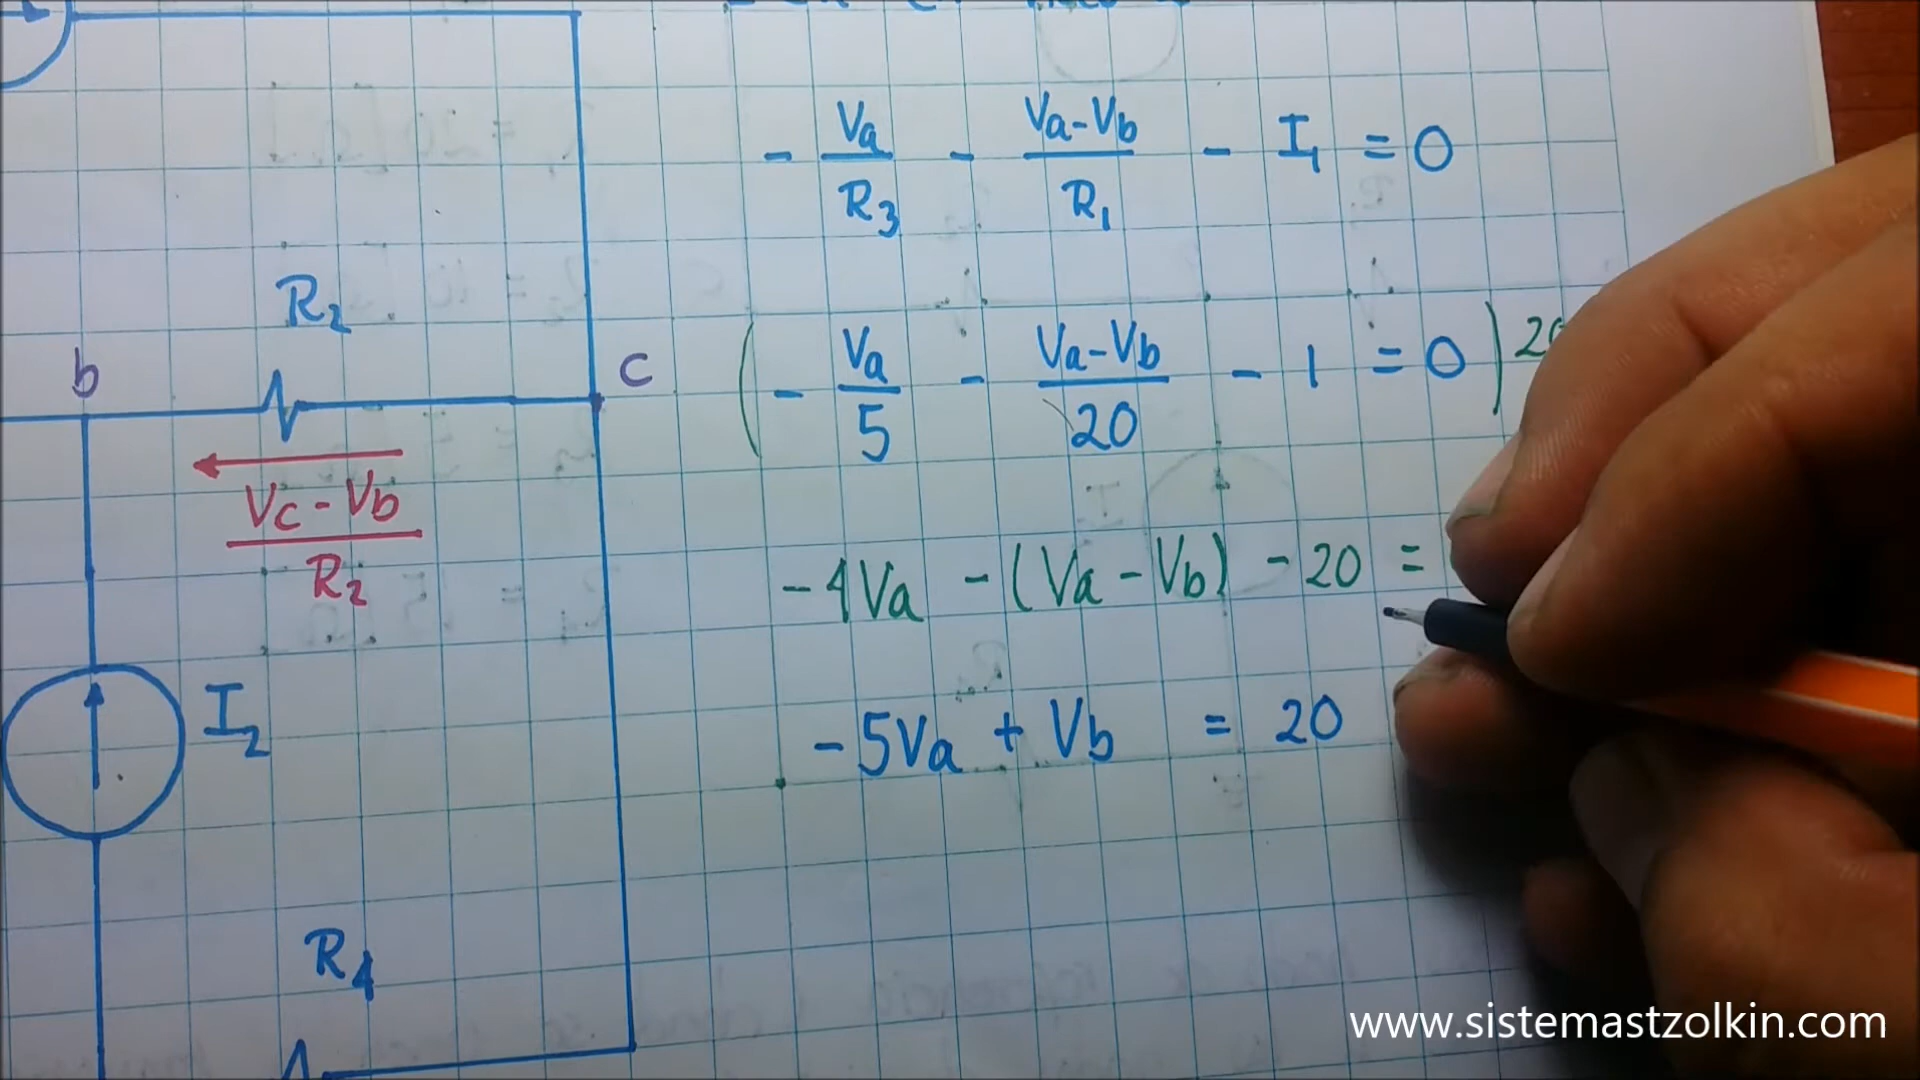 - Va/R3 - Va-Vb/R1 - I1 = 0
R2
b
c
( - Va/5 - Va-Vb/20 - 1 = 0 ) 20
Vc - Vb
R2
-4Va - (Va - Vb) - 20 =
I2
-5Va + Vb = 20
R4
www.sistemastzolkin.com